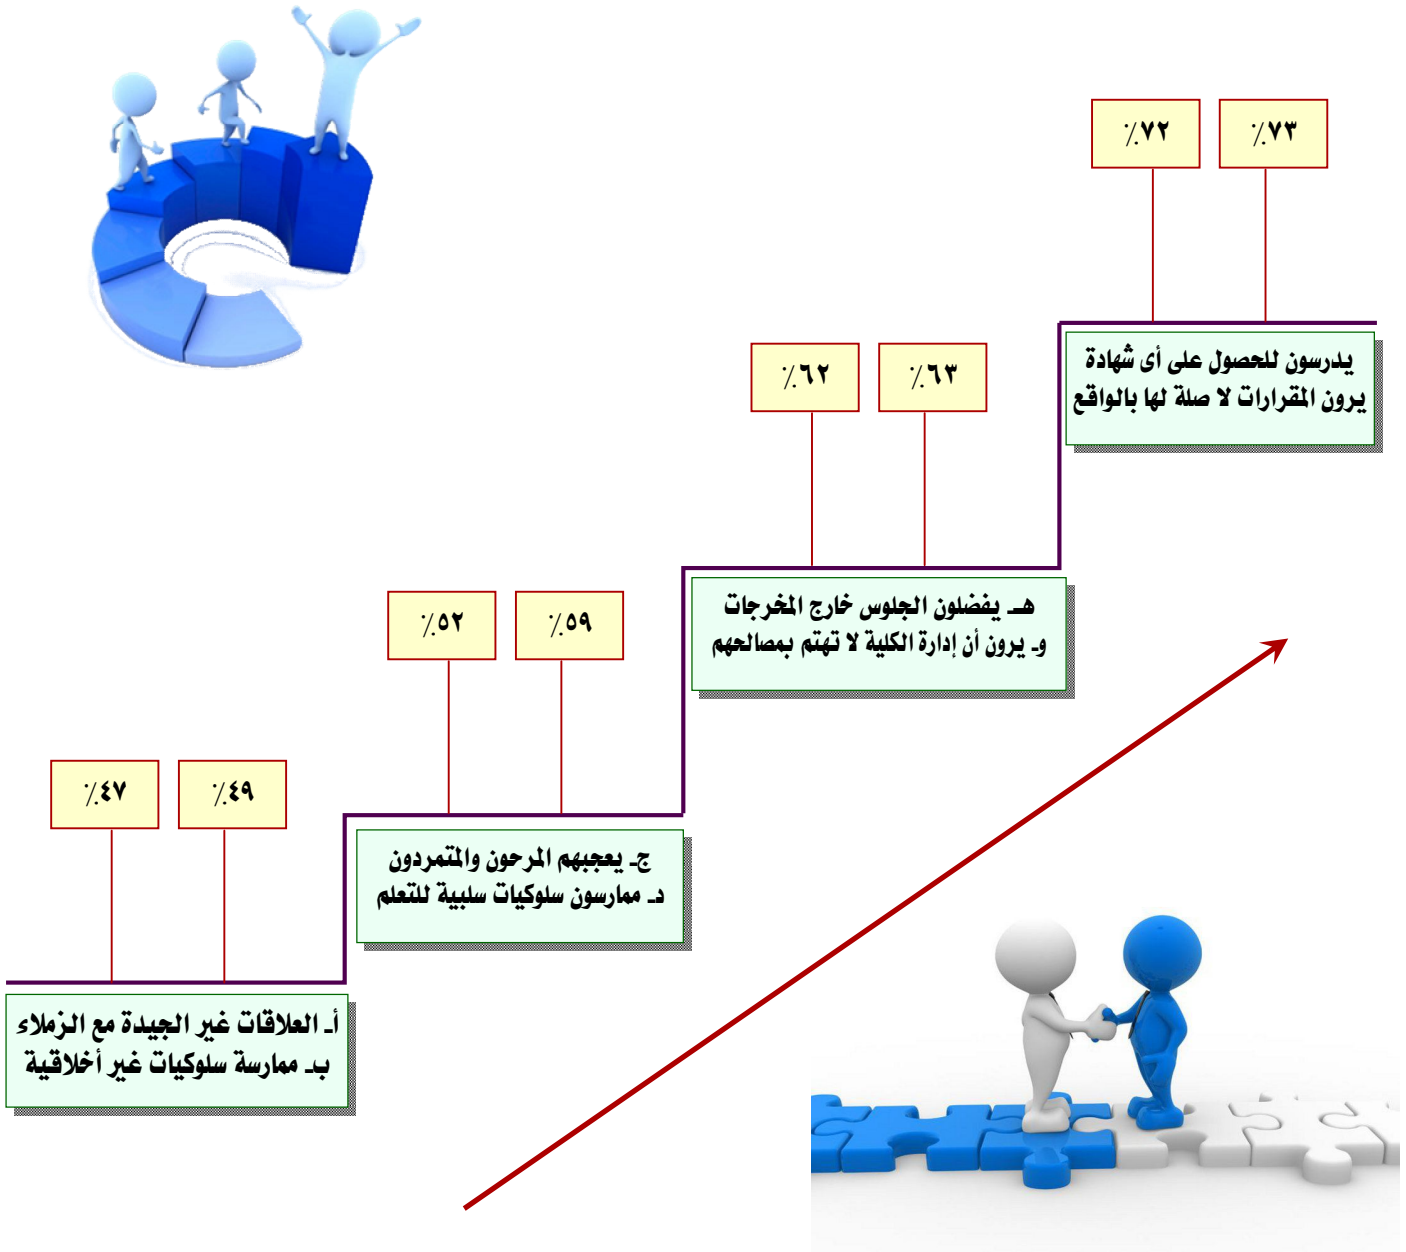 ٪٧٢
٪٧٣
يدرسون للحصول على أى شهادة
يرون المقرارات لا صلة لها بالواقع
٪٦٢
٪٦٣
هـ يفضلون الجلوس خارج المخرجات
و ـ يرون أن إدارة الكلية لا تهتم بمصالحهم
٪٥٢
٪٥٩
ج ـ يعجبهم المرحون والمتمردون
د ـ ممارسون سلوكيات سلبية للتعلم
٪٤٧
٪٤٩
أ ـ العلاقات غير الجيدة مع الزملاء
ب ـ ممارسة سلوكيات غير أخلاقية